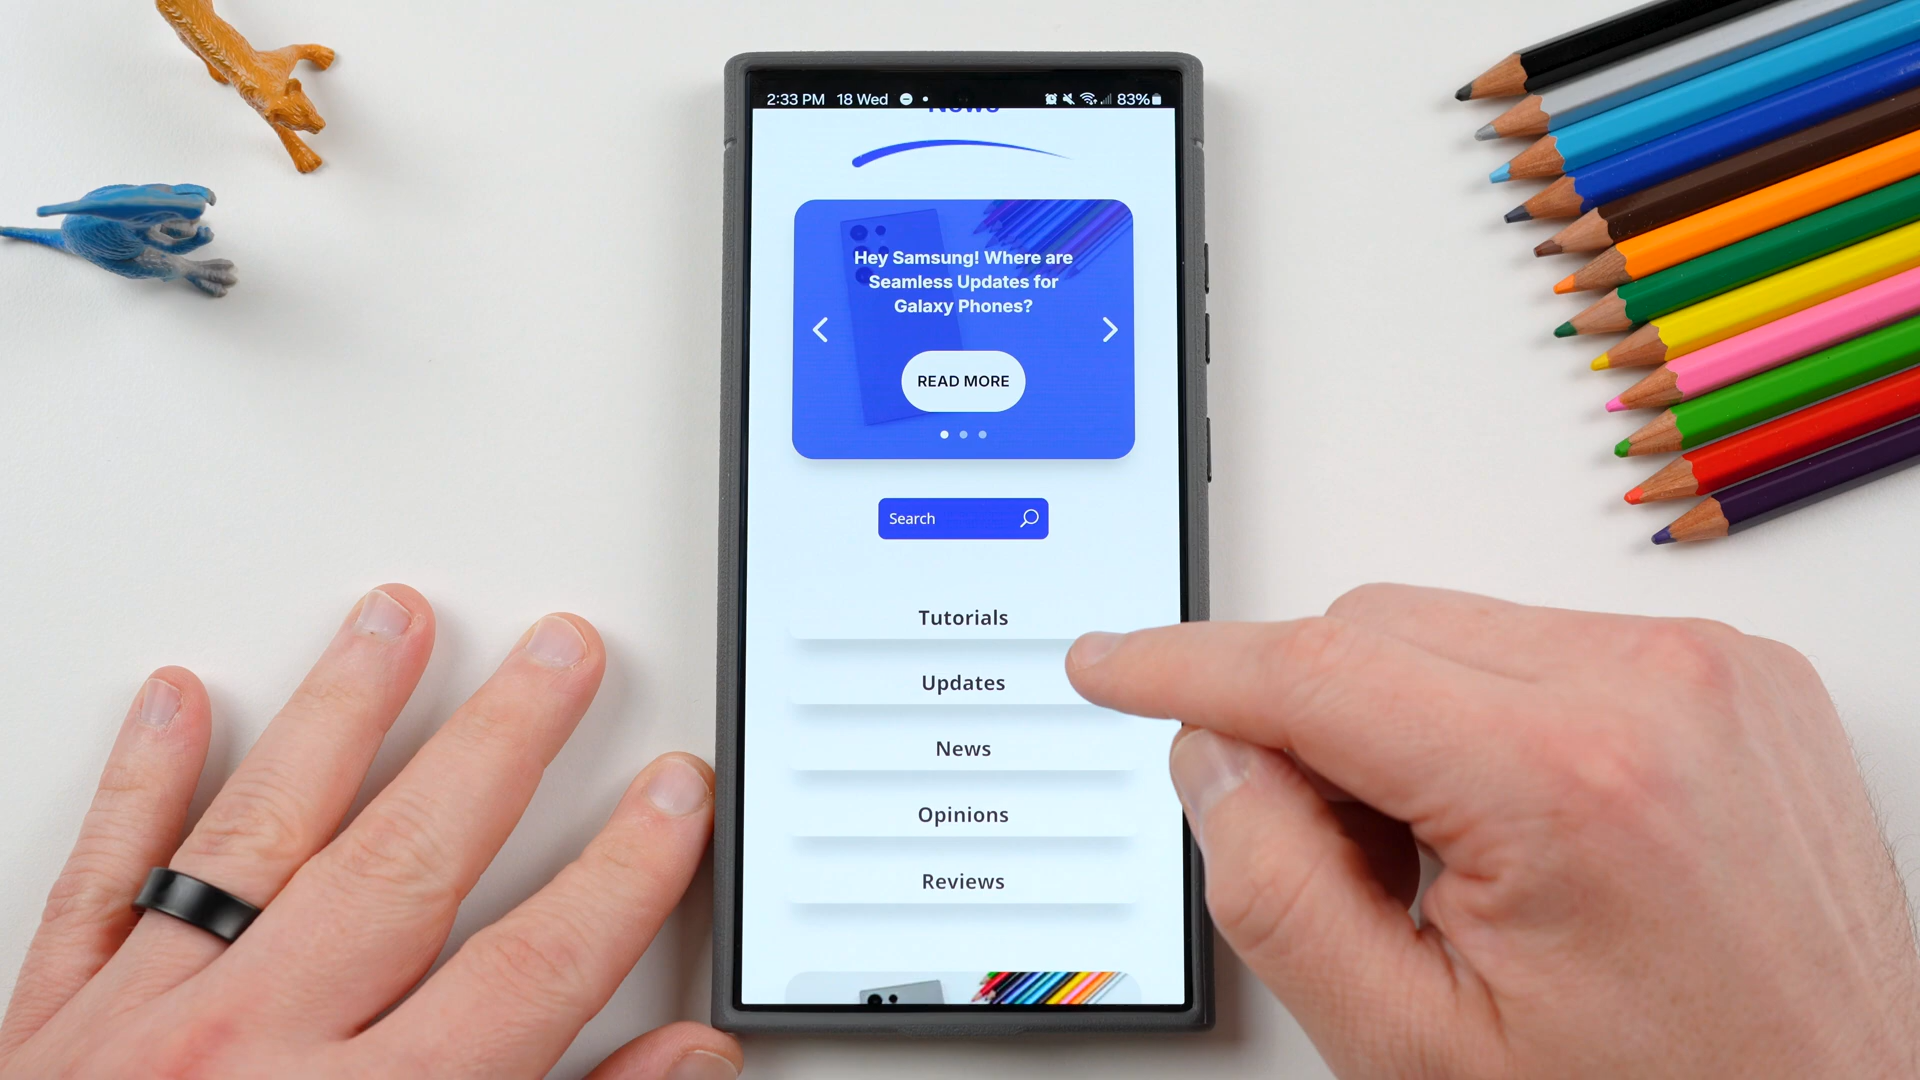 2:33 PM 18 Wed 83%
News
Hey Samsung! Where are
Seamless Updates for
Galaxy Phones?
READ MORE
Search
Tutorials
Updates
News
Opinions
Reviews